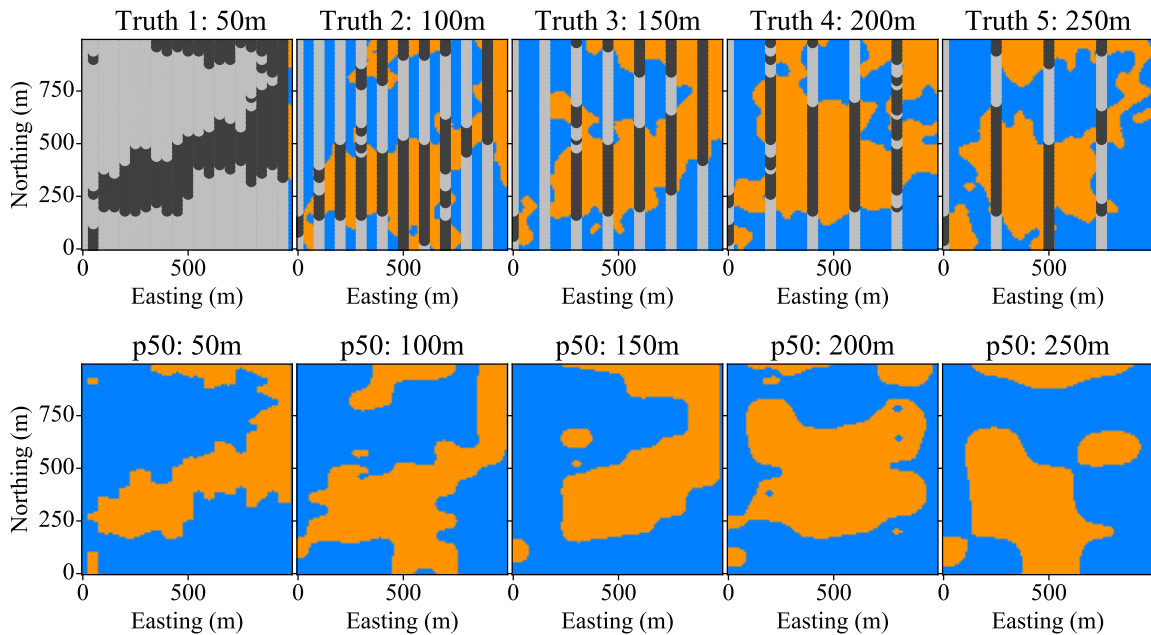 Truth 1: 50m Truth 2: 100m Truth 3: 150m Truth 4: 200m Truth 5: 250m
Northing (m)
750
500
250
0
0 500 0 500 0 500 0 500 0 500
Easting (m) Easting (m) Easting (m) Easting (m) Easting (m)
p50: 50m p50: 100m p50: 150m p50: 200m p50: 250m
Northing (m)
750
500
250
0
0 500 0 500 0 500 0 500 0 500
Easting (m) Easting (m) Easting (m) Easting (m) Easting (m)